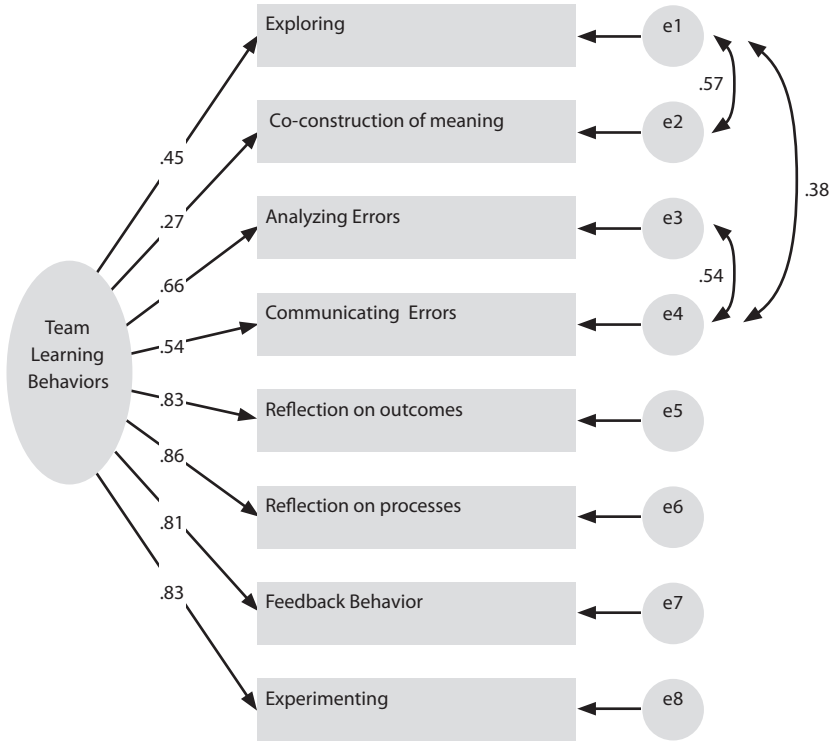 Exploring
e1
.57
Co-construction of meaning
e2
.45
.38
.27
Analyzing Errors
e3
.66
.54
Communicating Errors
e4
Team
Learning
Behaviors
.54
.83
Reflection on outcomes
e5
.86
Reflection on processes
e6
.81
Feedback Behavior
e7
.83
Experimenting
e8